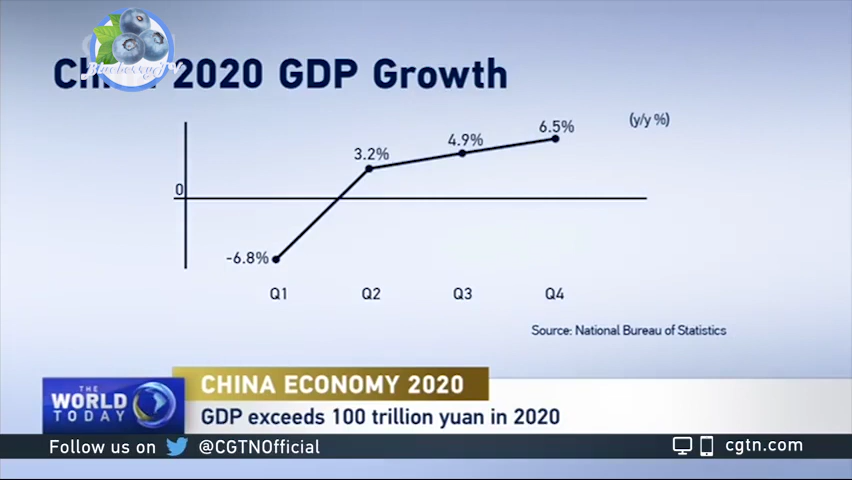 China 2020 GDP Growth
(y/y %)
6.5%
4.9%
3.2%
0
-6.8%
Q1 Q2 Q3 Q4
Source: National Bureau of Statistics
THE
WORLD
TODAY
CHINA ECONOMY 2020
GDP exceeds 100 trillion yuan in 2020
Follow us on @CGTNOfficial
cgtn.com